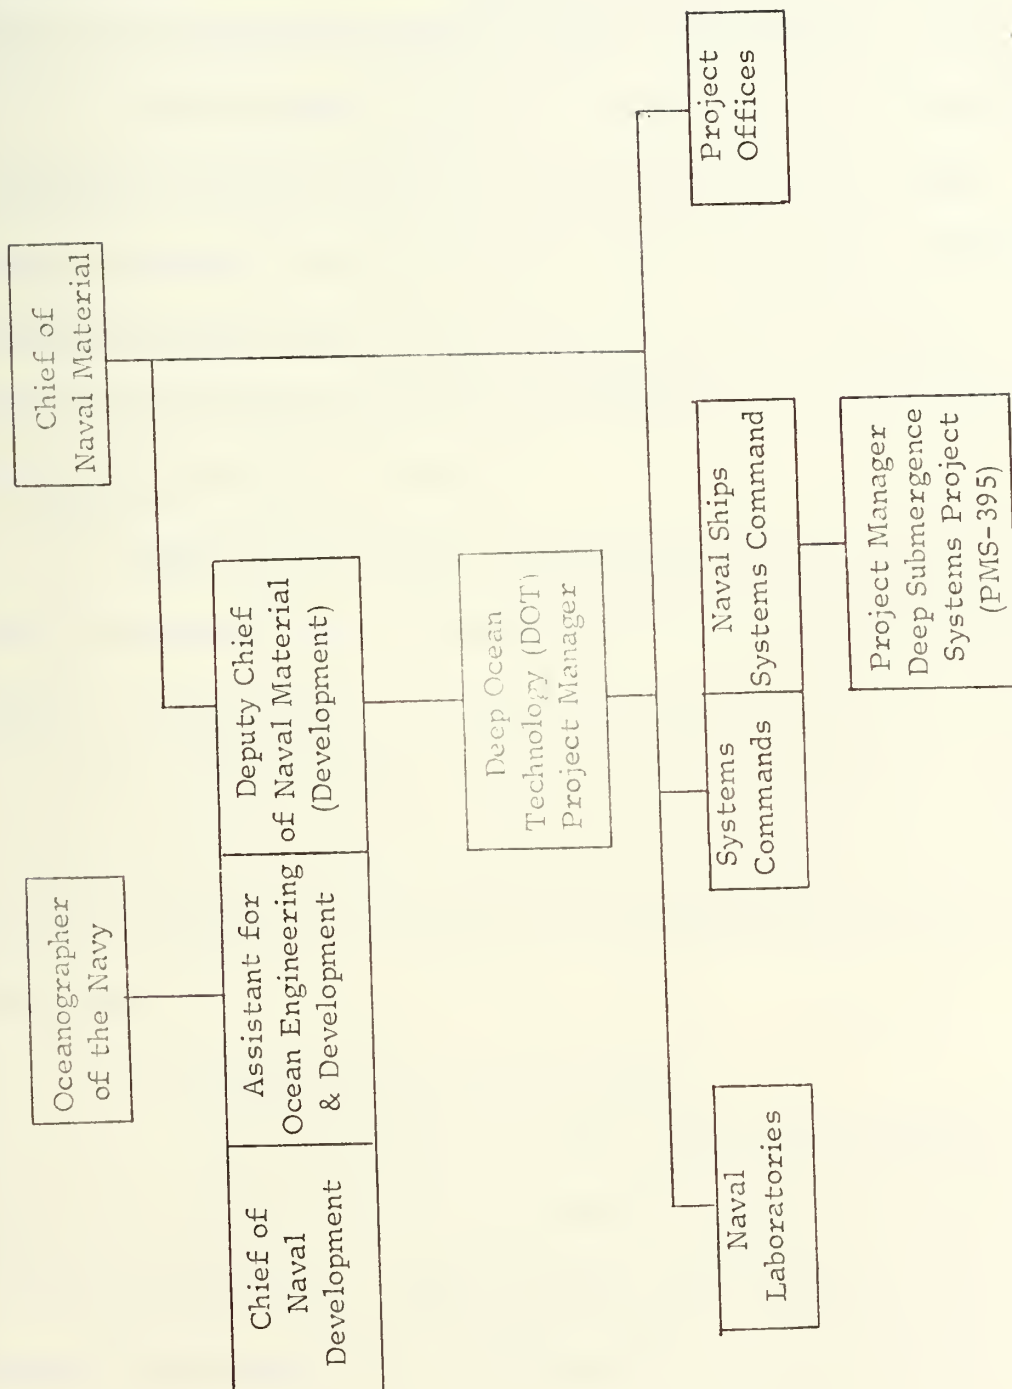 Oceanographer
of the Navy
Chief of
Naval Material
Chief of
Naval
Development
Assistant for
Ocean Engineering
& Development
Deputy Chief
of Naval Material
(Development)
Deep Ocean
Technology (DOT)
Project Manager
Naval
Laboratories
Systems
Commands
Naval Ships
Systems Command
Project
Offices
Project Manager
Deep Submergence
Systems Project
(PMS-395)